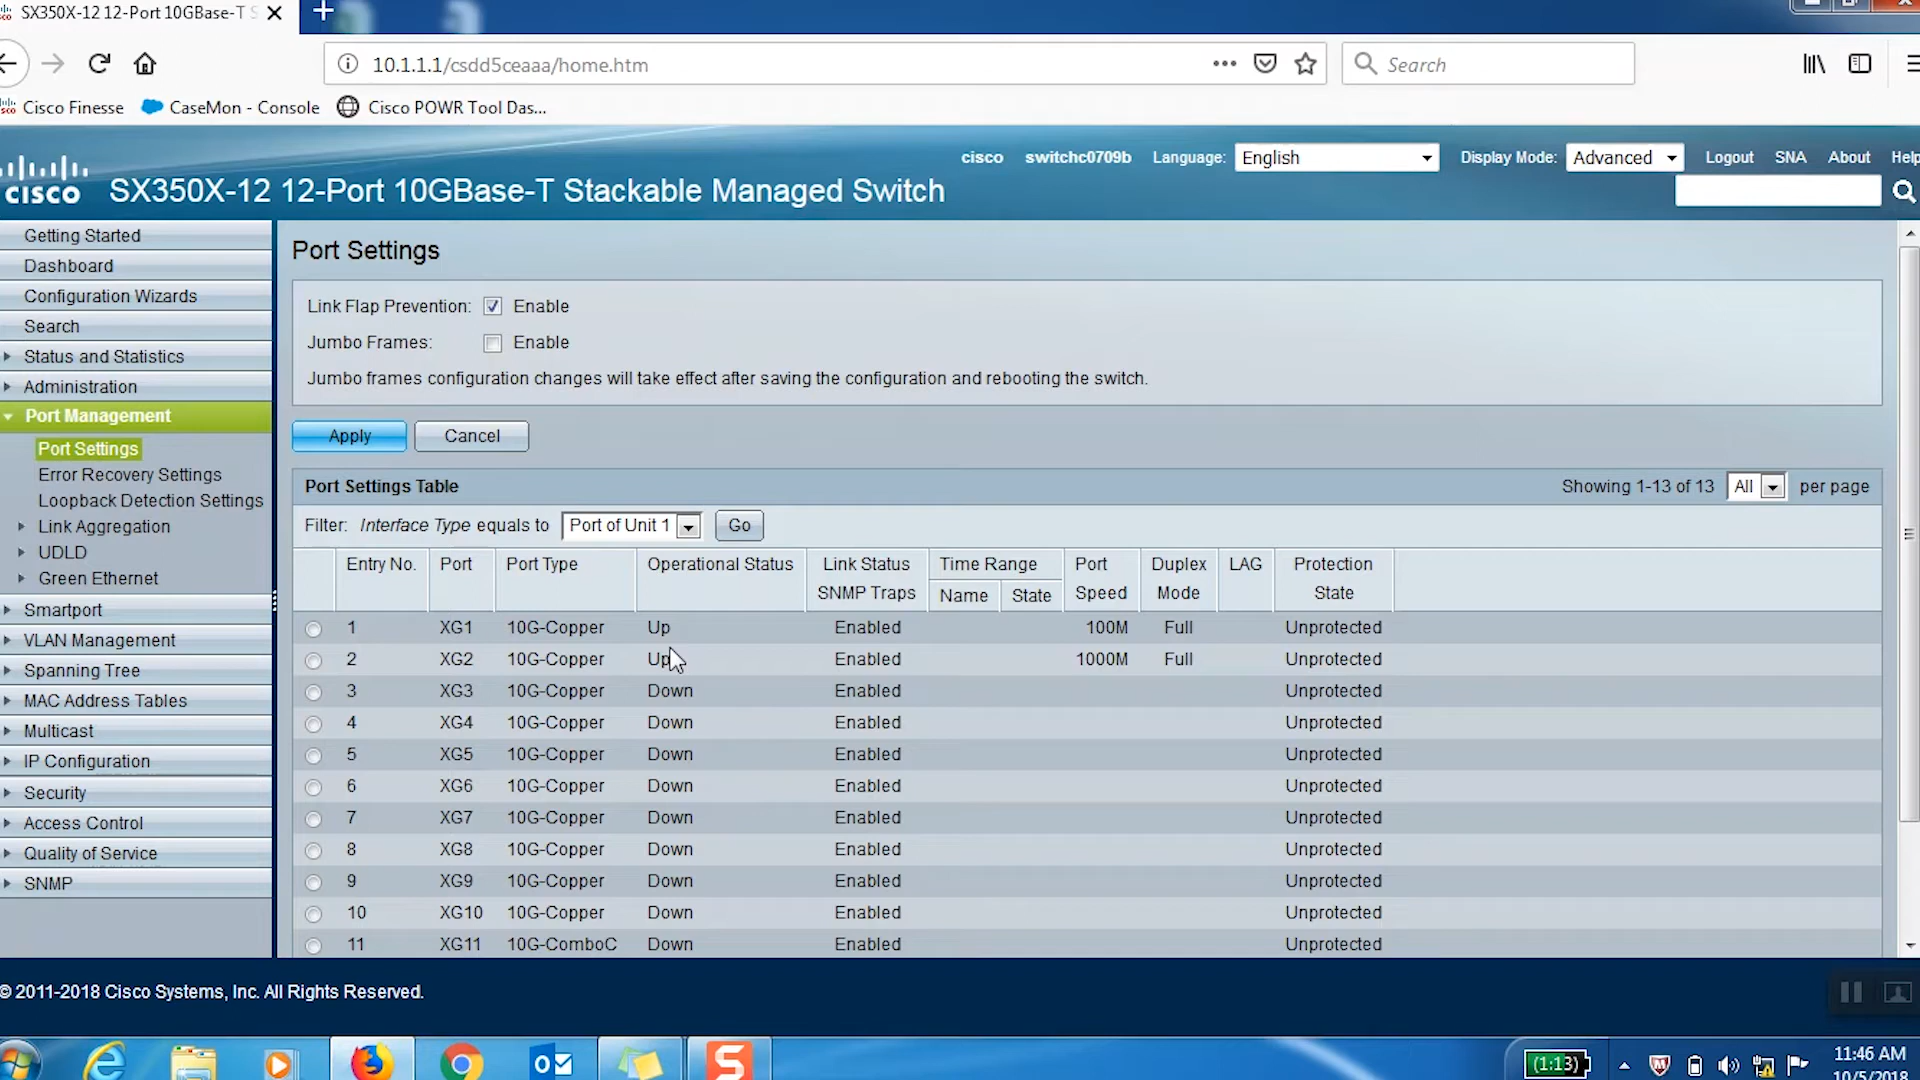 SX350X-12 12-Port 10GBase-T S
10.1.1.1/csdd5ceaaa/home.htm
Search
Cisco Finesse
CaseMon - Console
Cisco POWR Tool Das...
cisco
switchc0709b
Language:
English
Display Mode:
Advanced
Logout
SNA
About
Help
CISCO
SX350X-12 12-Port 10GBase-T Stackable Managed Switch
Getting Started
Dashboard
Configuration Wizards
Search
Status and Statistics
Administration
Port Management
Port Settings
Error Recovery Settings
Loopback Detection Settings
Link Aggregation
UDLD
Green Ethernet
Smartport
VLAN Management
Spanning Tree
MAC Address Tables
Multicast
IP Configuration
Security
Access Control
Quality of Service
SNMP
Port Settings
Link Flap Prevention: Enable
Jumbo Frames: Enable
Jumbo frames configuration changes will take effect after saving the configuration and rebooting the switch.
Apply
Cancel
Port Settings Table
Showing 1-13 of 13 All per page
Filter: Interface Type equals to Port of Unit 1 Go
Entry No. Port Port Type Operational Status Link Status SNMP Traps Time Range Name State Port Speed Duplex Mode LAG Protection State
1 XG1 10G-Copper Up Enabled 100M Full Unprotected
2 XG2 10G-Copper Up Enabled 1000M Full Unprotected
3 XG3 10G-Copper Down Enabled Unprotected
4 XG4 10G-Copper Down Enabled Unprotected
5 XG5 10G-Copper Down Enabled Unprotected
6 XG6 10G-Copper Down Enabled Unprotected
7 XG7 10G-Copper Down Enabled Unprotected
8 XG8 10G-Copper Down Enabled Unprotected
9 XG9 10G-Copper Down Enabled Unprotected
10 XG10 10G-Copper Down Enabled Unprotected
11 XG11 10G-ComboC Down Enabled Unprotected
© 2011-2018 Cisco Systems, Inc. All Rights Reserved.
(1:13)
11:46 AM
10/5/2018